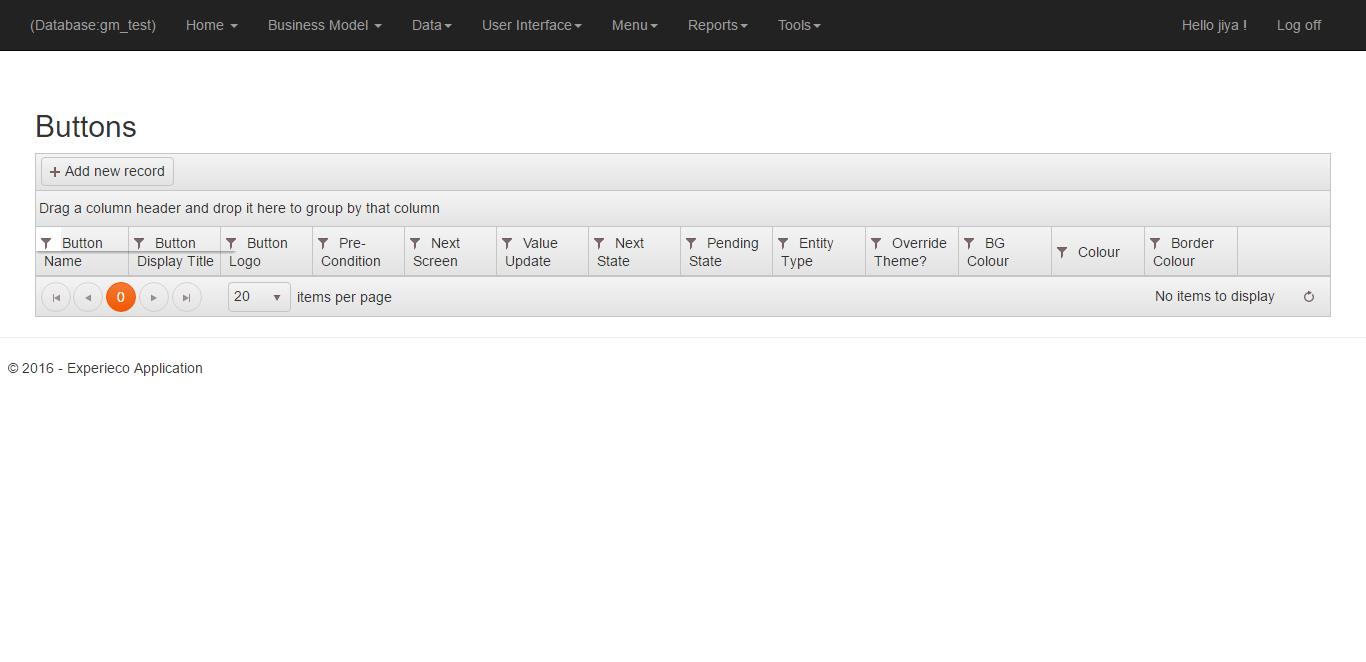 (Database:gm_test) Home Business Model Data User Interface Menu Reports Tools Hello jiya ! Log off
Buttons
+ Add new record
Drag a column header and drop it here to group by that column
Button Name
Button Display Title
Button Logo
Pre-Condition
Next Screen
Value Update
Next State
Pending State
Entity Type
Override Theme?
BG Colour
Colour
Border Colour
0 20 items per page No items to display
© 2016 - Experieco Application